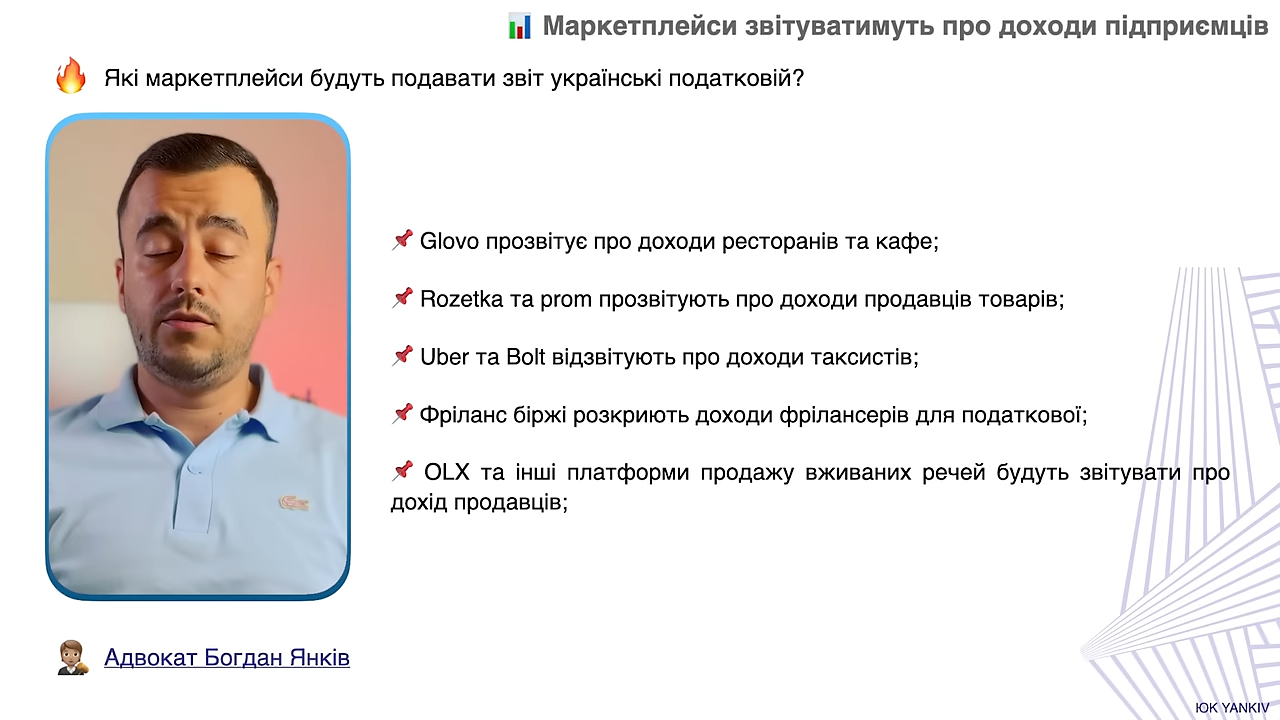 Маркетплейси звітуватимуть про доходи підприємців
Які маркетплейси будуть подавати звіт українські податковій?
Glovo прозвітує про доходи ресторанів та кафе;
Rozetka та prom прозвітують про доходи продавців товарів;
Uber та Bolt відзвітують про доходи таксистів;
Фріланс біржі розкриють доходи фрілансерів для податкової;
OLX та інші платформи продажу вживаних речей будуть звітувати про
дохід продавців;
Адвокат Богдан Янків
ЮК YANKIV